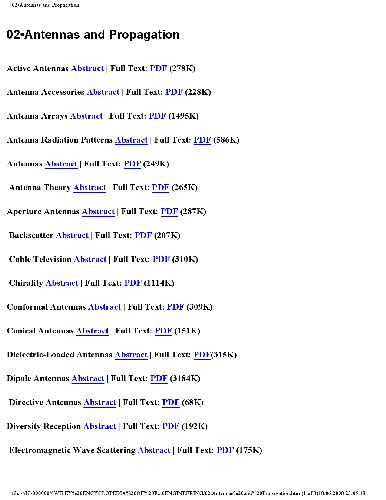 02•Antennas and Propagation
02•Antennas and Propagation
Active Antennas Abstract | Full Text: PDF (278K)
Antenna Accessories Abstract | Full Text: PDF (228K)
Antenna Arrays Abstract | Full Text: PDF (1495K)
Antenna Radiation Patterns Abstract | Full Text: PDF (586K)
Antennas Abstract | Full Text: PDF (249K)
Antenna Theory Abstract | Full Text: PDF (265K)
Aperture Antennas Abstract | Full Text: PDF (287K)
Backscatter Abstract | Full Text: PDF (207K)
Cable Television Abstract | Full Text: PDF (310K)
Chirality Abstract | Full Text: PDF (1114K)
Conformal Antennas Abstract | Full Text: PDF (309K)
Conical Antennas Abstract | Full Text: PDF (151K)
Dielectric-Loaded Antennas Abstract | Full Text: PDF(315K)
Dipole Antennas Abstract | Full Text: PDF (3184K)
Directive Antennas Abstract | Full Text: PDF (68K)
Diversity Reception Abstract | Full Text: PDF (192K)
Electromagnetic Wave Scattering Abstract | Full Text: PDF (175K)